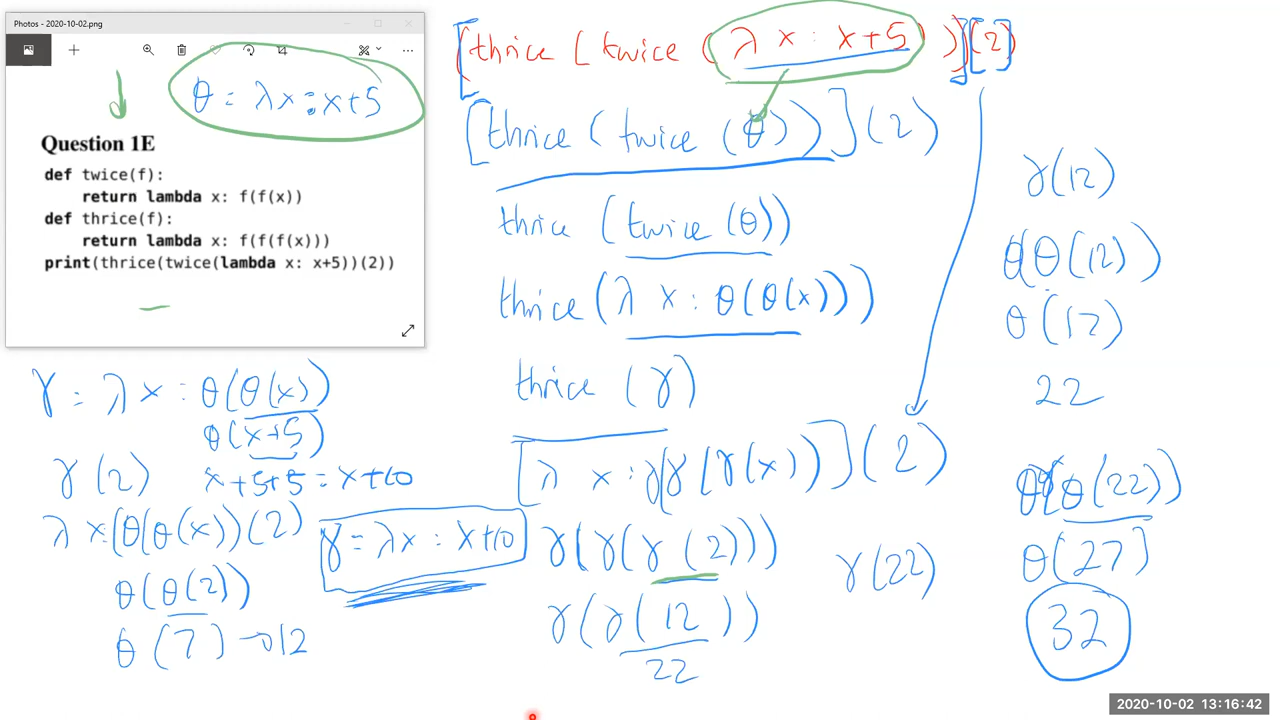 Photos - 2020-10-02.png
θ = λx : x+5
Question 1E
def twice(f):
return lambda x: f(f(x))
def thrice(f):
return lambda x: f(f(f(x)))
print(thrice(twice(lambda x: x+5))(2))
[thrice (twice (λ x : x+5))](2)
[thrice (twice (θ))](2)
thrice (twice (θ))
thrice (λ x : θ(θ(x)))
thrice (γ)
[λ x : γ(γ(γ(x)))](2)
γ(γ(γ(2)))
γ(γ(12))
22
γ = λ x : θ(θ(x))
θ(x+5)
γ(2)
x+5+5 = x+10
λ x:(θ(θ(x))(2)
γ = λx : x+10
θ(θ(2))
θ(7) → 12
γ(12)
θ(θ(12))
θ(17)
22
γ(22)
θ(θ(22))
θ(27)
32
2020-10-02 13:16:42